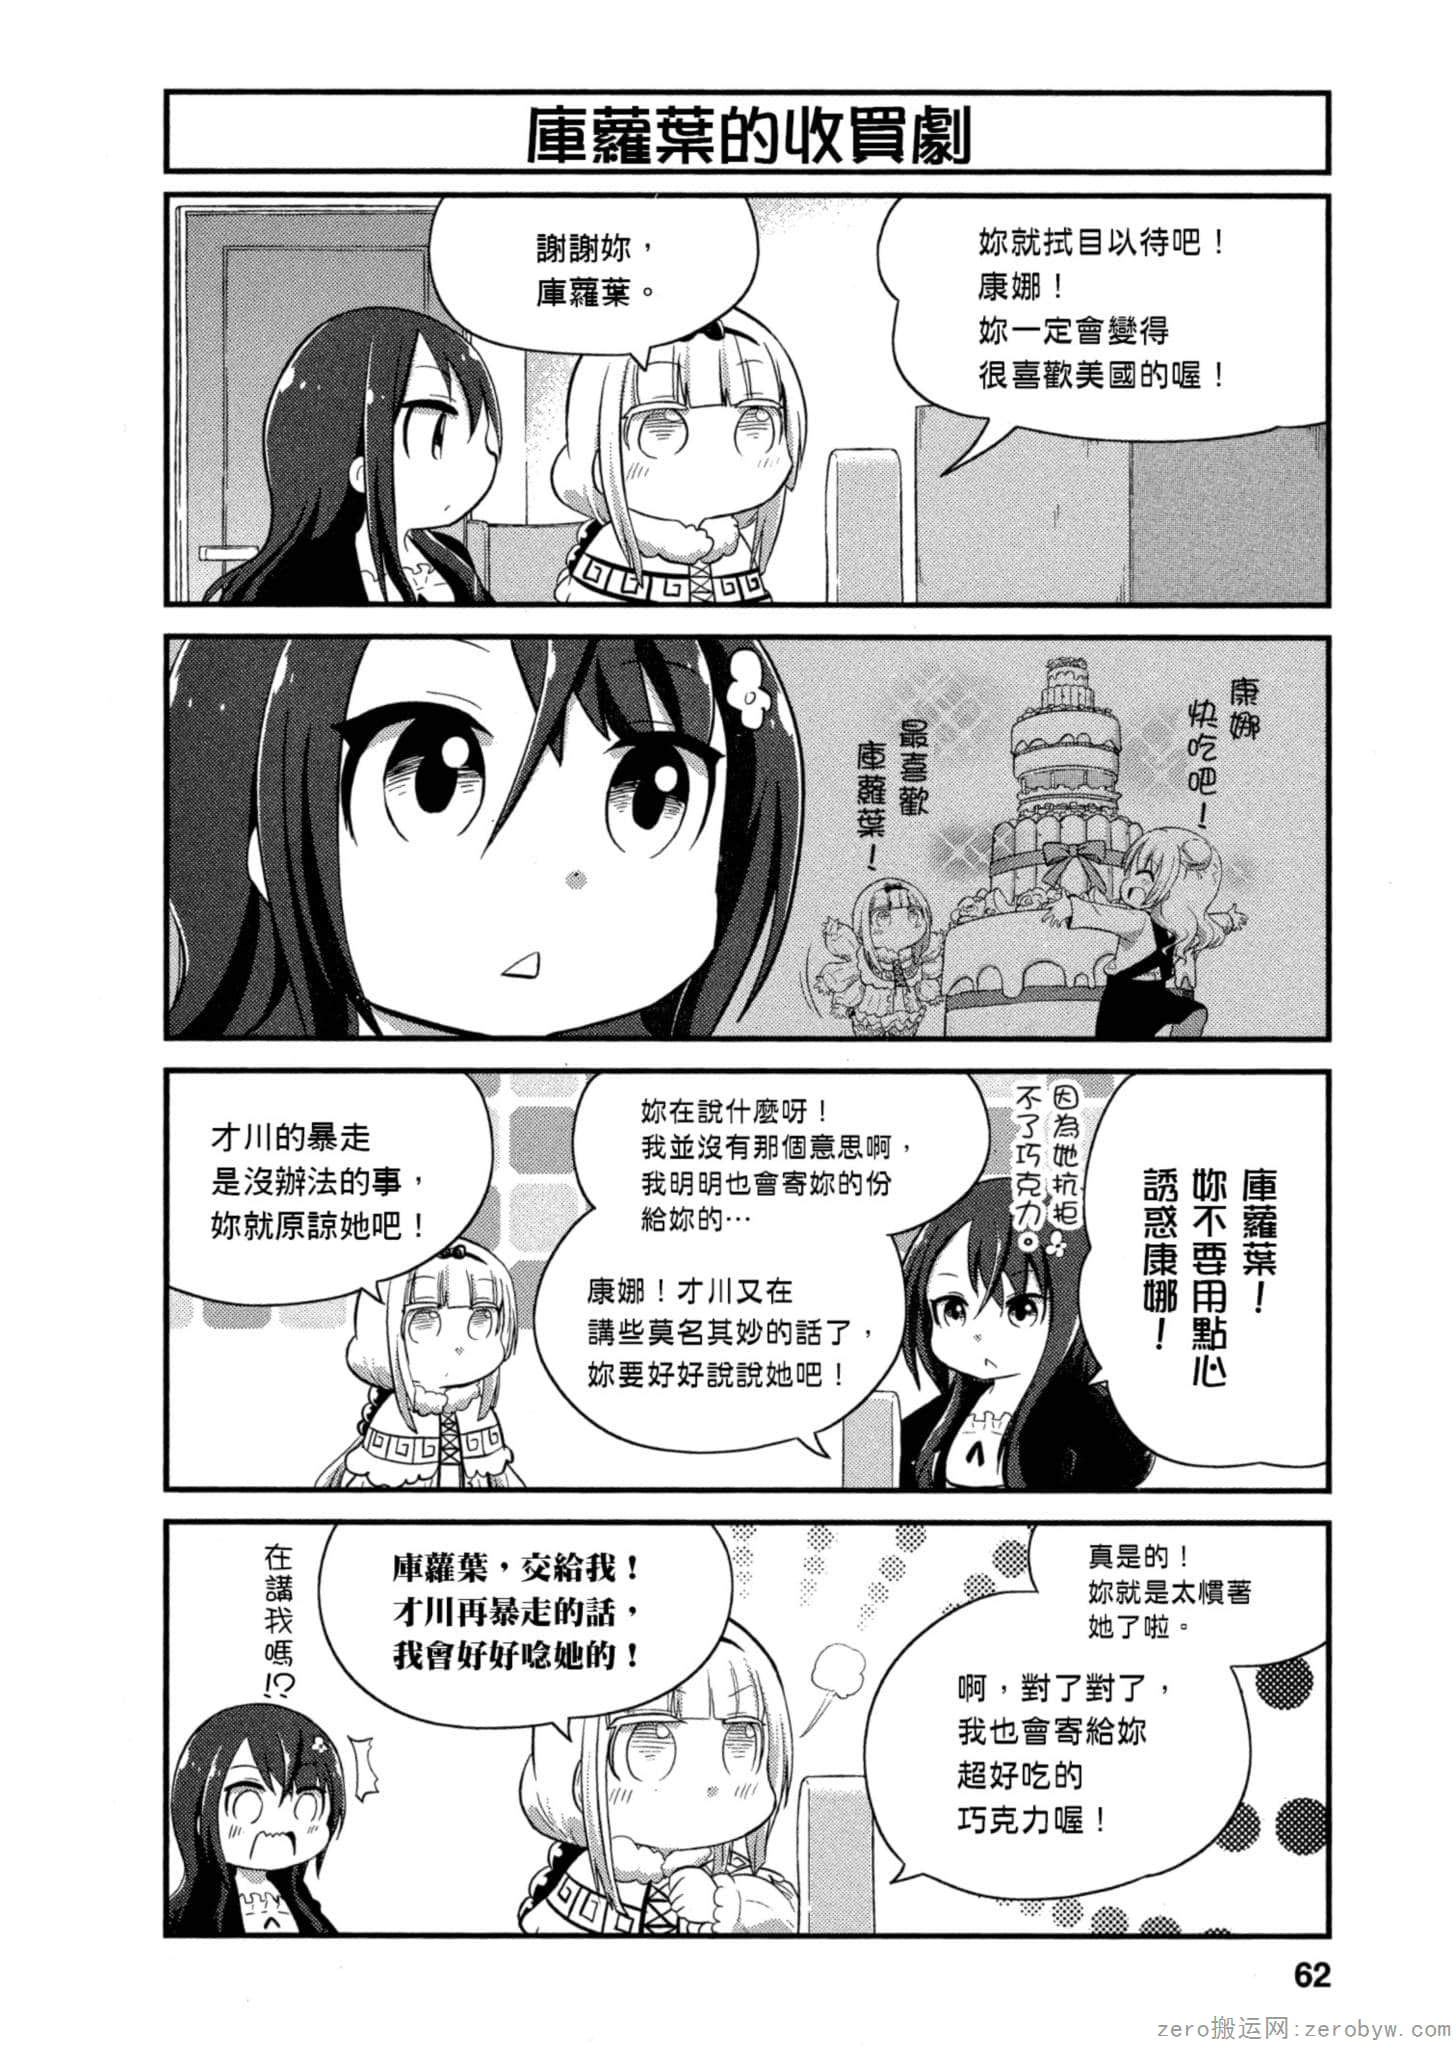 庫蘿葉的收買劇
妳就拭目以待吧！
康娜！
妳一定會變得
很喜歡美國的喔！
謝謝妳，
庫蘿葉。
康娜
快吃吧！
最喜歡
庫蘿葉！
庫蘿葉！
妳不要用點心
誘惑康娜！
因為她抗拒
不了巧克力。
妳在說什麼呀！
我並沒有那個意思啊，
我明明也會寄妳的份
給妳的…
康娜！才川又在
講些莫名其妙的話了，
妳要好好說說她吧！
才川的暴走
是沒辦法的事，
妳就原諒她吧！
真是的！
妳就是太慣著
她了啦。
啊，對了對了，
我也會寄給妳
超好吃的
巧克力喔！
庫蘿葉，交給我！
才川再暴走的話，
我會好好唸她的！
在講我嗎!?
62
zero搬运网:zerobyw.com